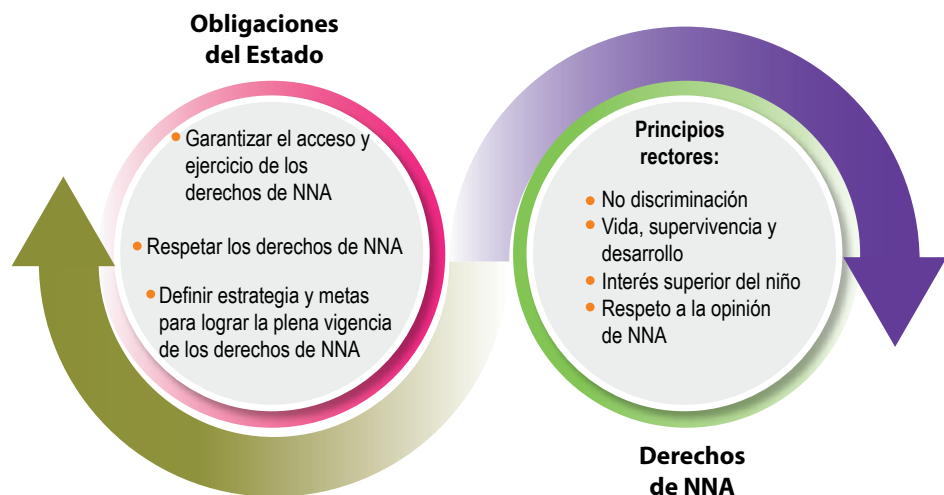 Obligaciones
del Estado
• Garantizar el acceso y
ejercicio de los
derechos de NNA
• Respetar los derechos de NNA
• Definir estrategia y metas
para lograr la plena vigencia
de los derechos de NNA
Principios
rectores:
• No discriminación
• Vida, supervivencia y
desarrollo
• Interés superior del niño
• Respeto a la opinión
de NNA
Derechos
de NNA